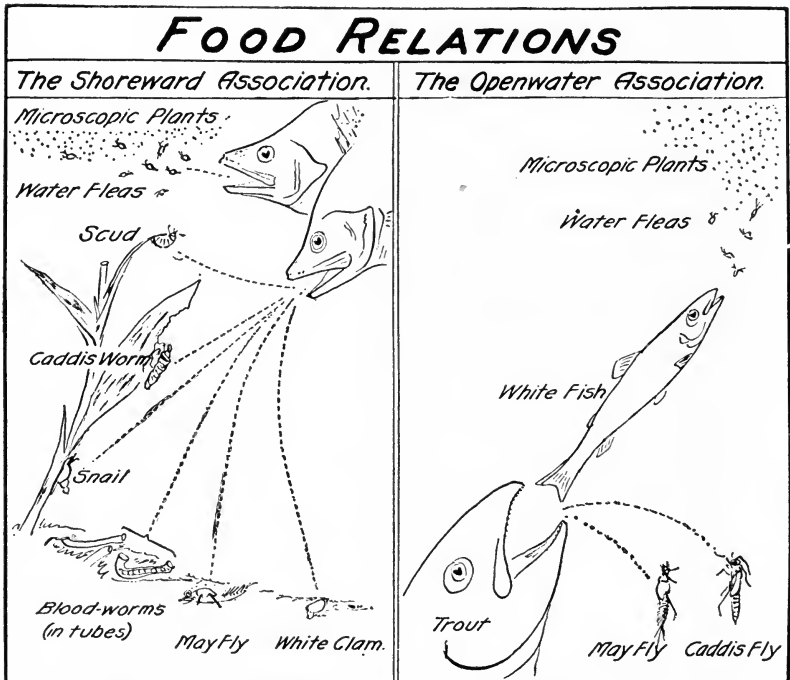 FOOD RELATIONS
The Shoreward Association.
Microscopic Plants
Water Fleas
Scud
Caddis Worm
Snail
Blood-worms
(in tubes)
May Fly
White Clam.
The Openwater Association.
Microscopic Plants
Water Fleas
White Fish
Trout
May Fly
Caddis Fly